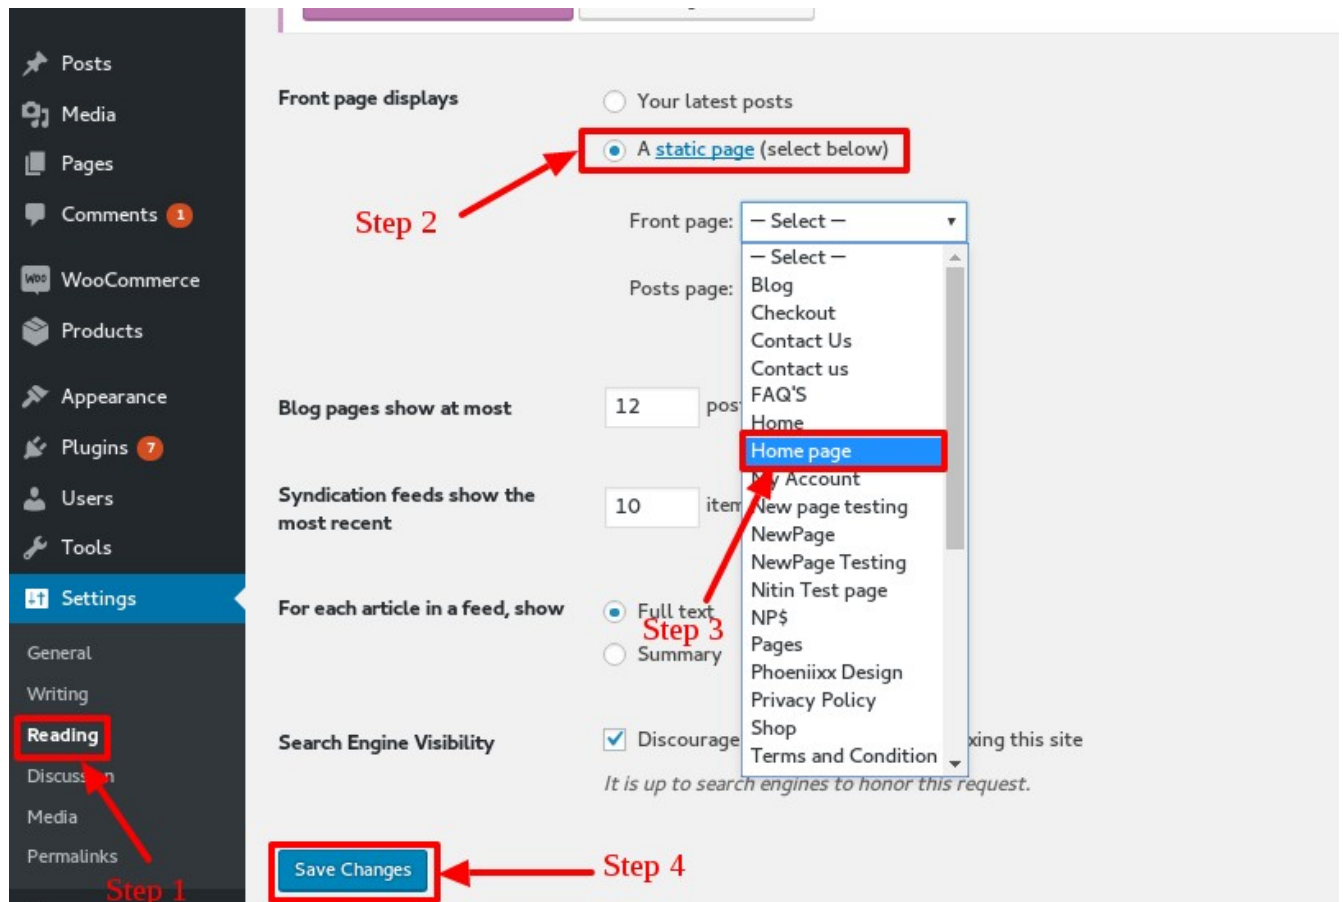 Posts
Media
Pages
Comments 1
WooCommerce
Products
Appearance
Plugins 7
Users
Tools
Settings
General
Writing
Reading
Discussion
Media
Permalinks
Step 1
Front page displays
Your latest posts
A static page (select below)
Step 2
Front page: — Select —
— Select —
Posts page:
Blog
Checkout
Contact Us
Contact us
FAQ'S
Home
Home page
My Account
New page testing
NewPage
NewPage Testing
Nitin Test page
NP$
Pages
Phoeniixx Design
Privacy Policy
Shop
Terms and Condition
Blog pages show at most
12
Syndication feeds show the
most recent
10
For each article in a feed, show
Full text
Step 3
Summary
Search Engine Visibility
Discourage
this site
It is up to search engines to honor this request.
Save Changes
Step 4